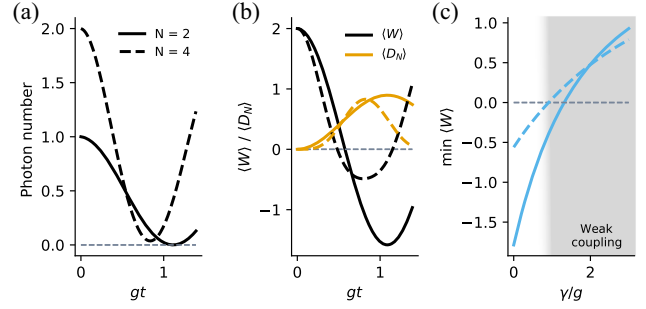 (a)
Photon number
2.0
1.5
1.0
0.5
0.0
N = 2
N = 4
0
1
gt
(b)
⟨W⟩ / ⟨D_N⟩
2
1
0
−1
⟨W⟩
⟨D_N⟩
0
1
gt
(c)
min ⟨W⟩
0.5
0.0
−0.5
−1.0
−1.5
Weak
coupling
0
2
γ/g